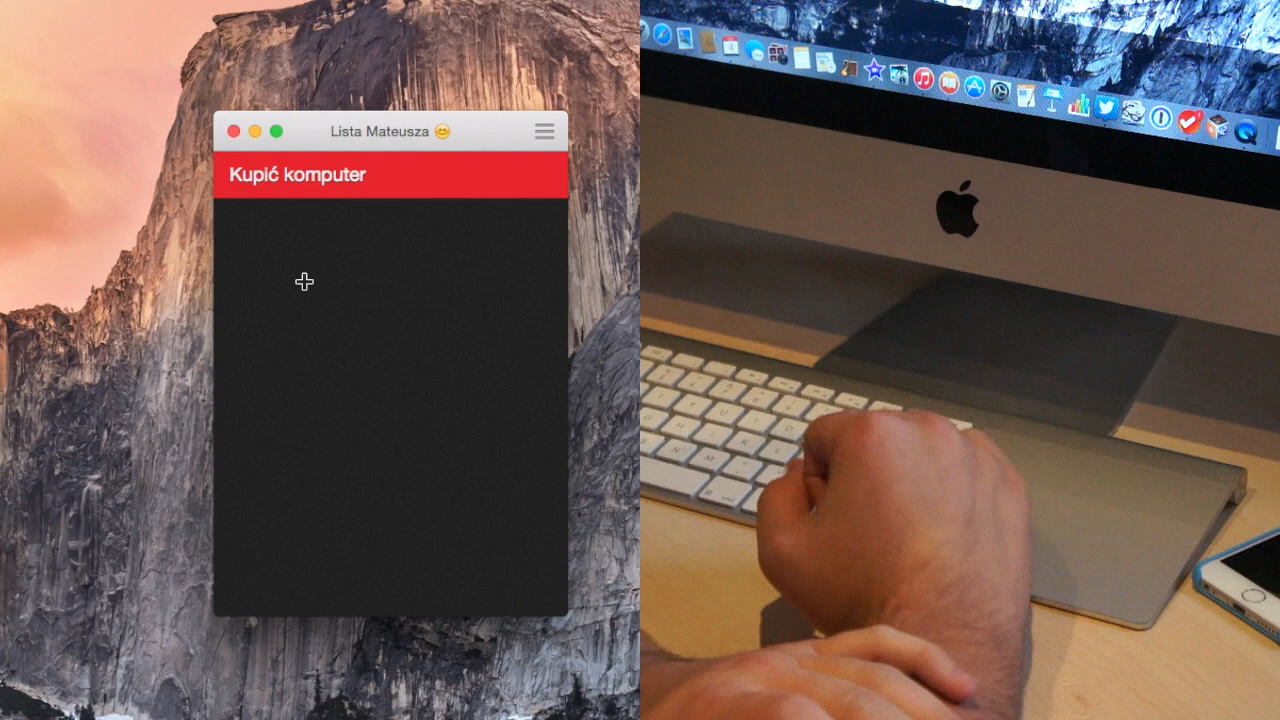 Lista Mateusza 😊
Kupić komputer